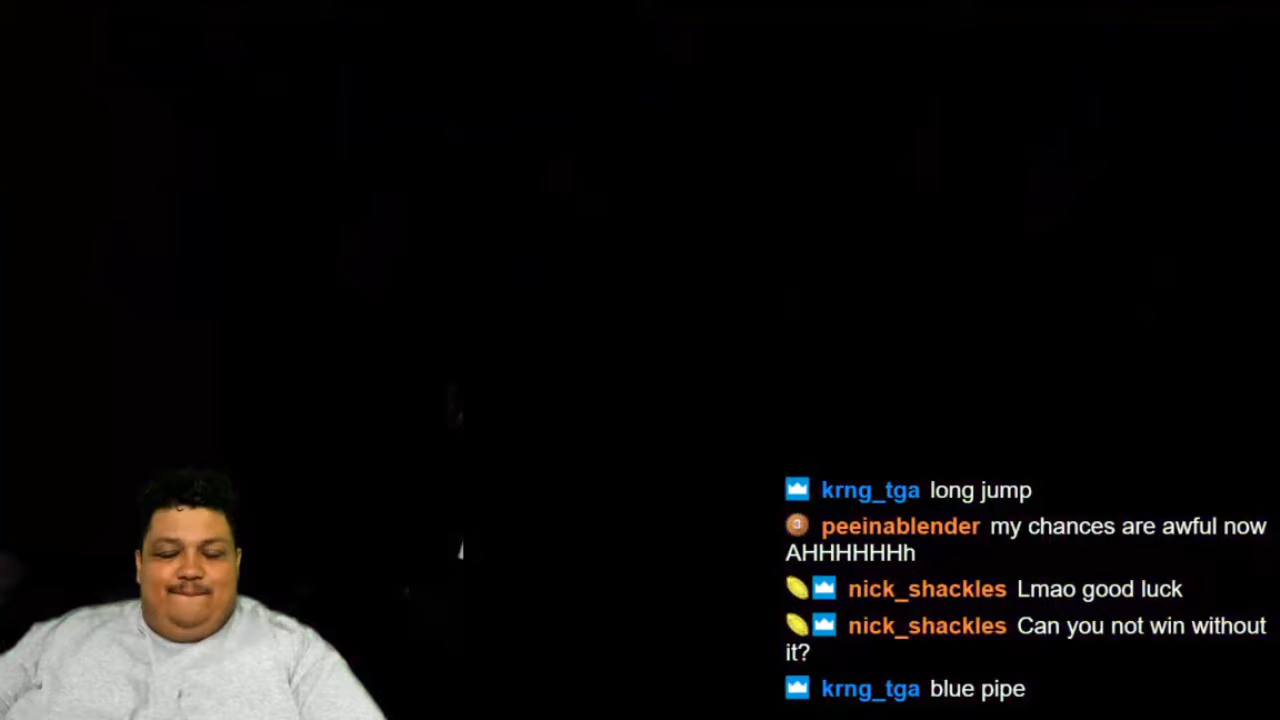 krng_tga long jump
peeinablender my chances are awful now
AHHHHHHh
nick_shackles Lmao good luck
nick_shackles Can you not win without
it?
krng_tga blue pipe